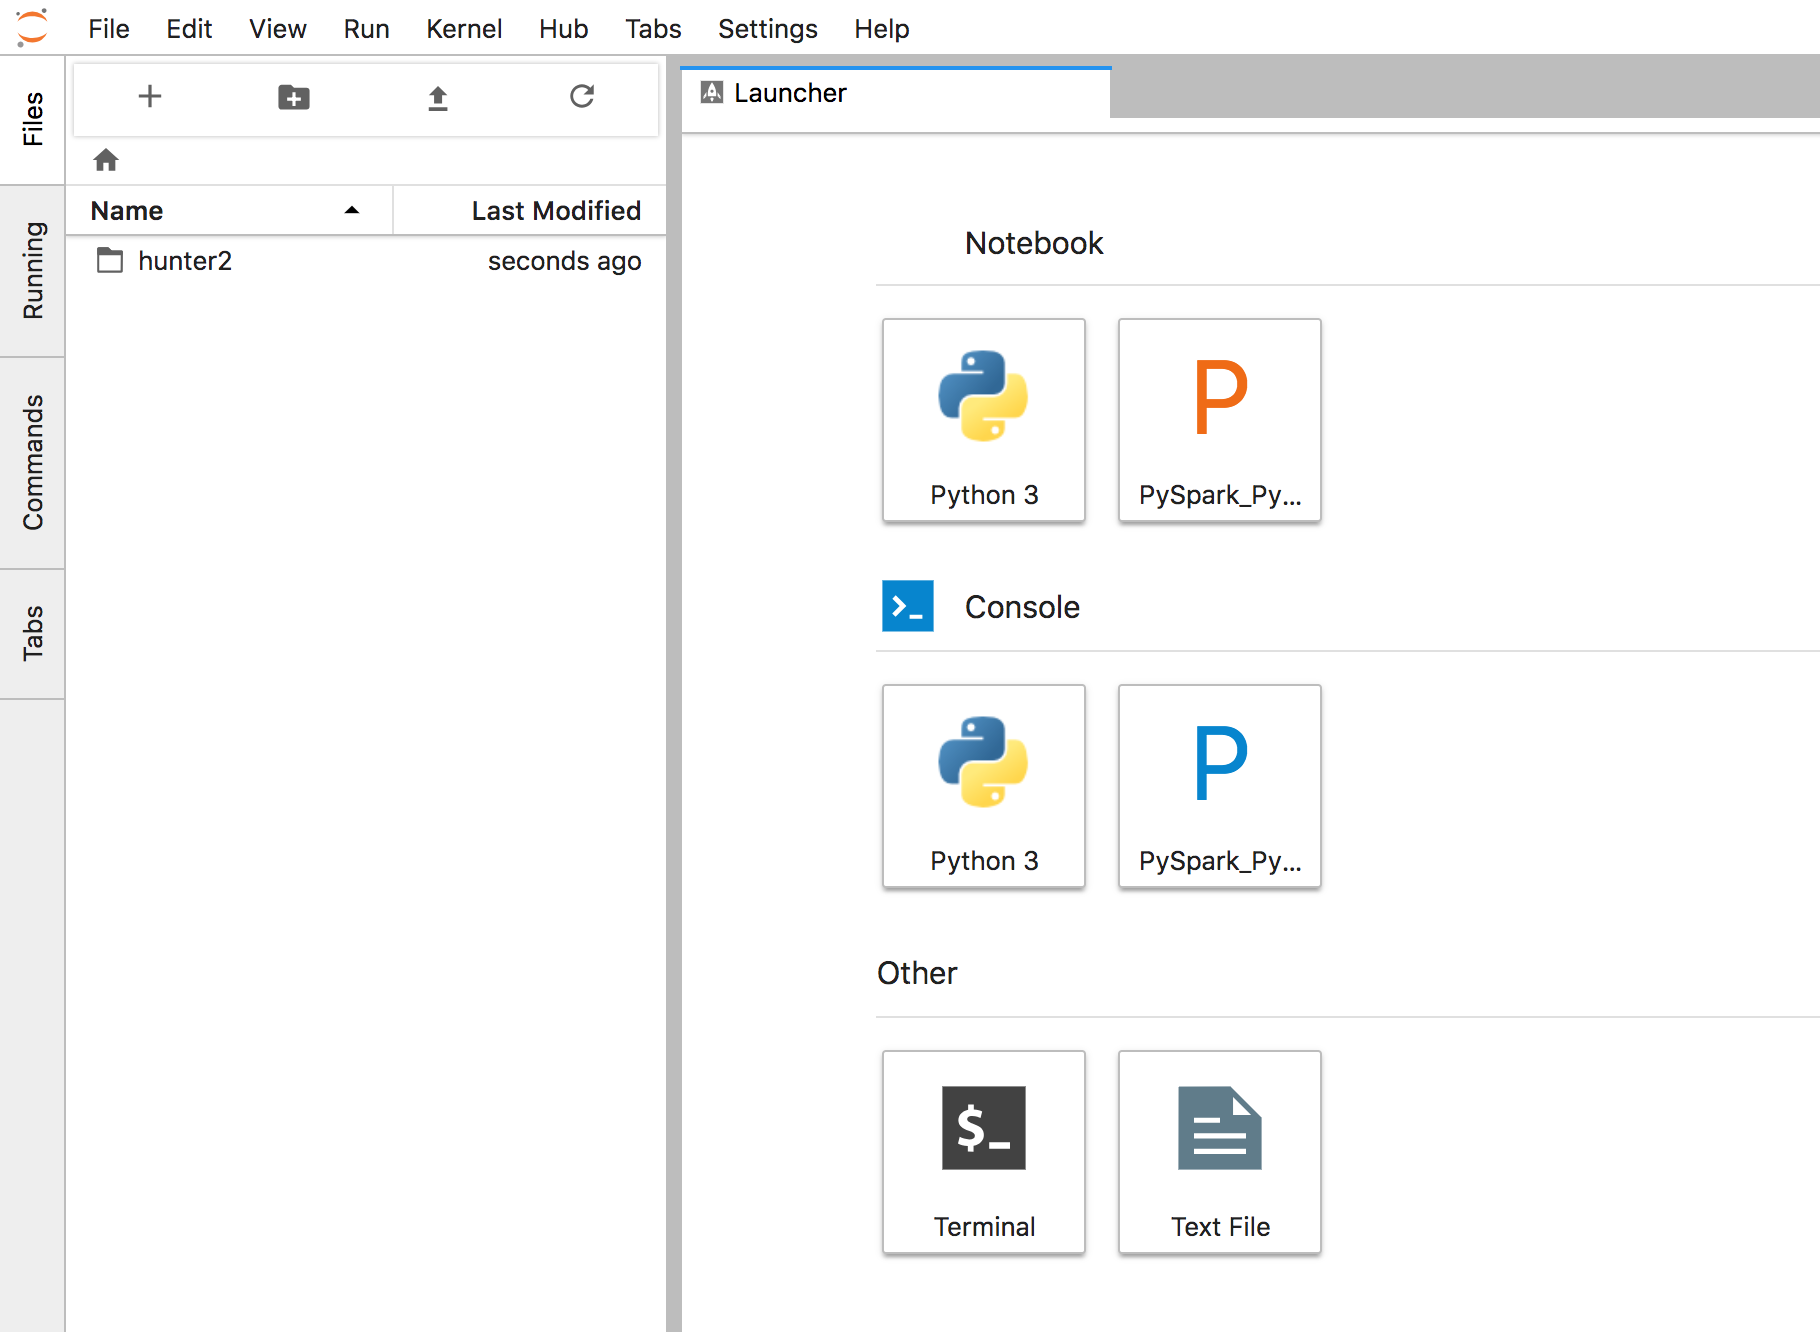 File Edit View Run Kernel Hub Tabs Settings Help
Files
Running
Commands
Tabs
Name Last Modified
hunter2 seconds ago
Launcher
Notebook
Python 3 PySpark_Py...
Console
Python 3 PySpark_Py...
Other
$_
Terminal Text File